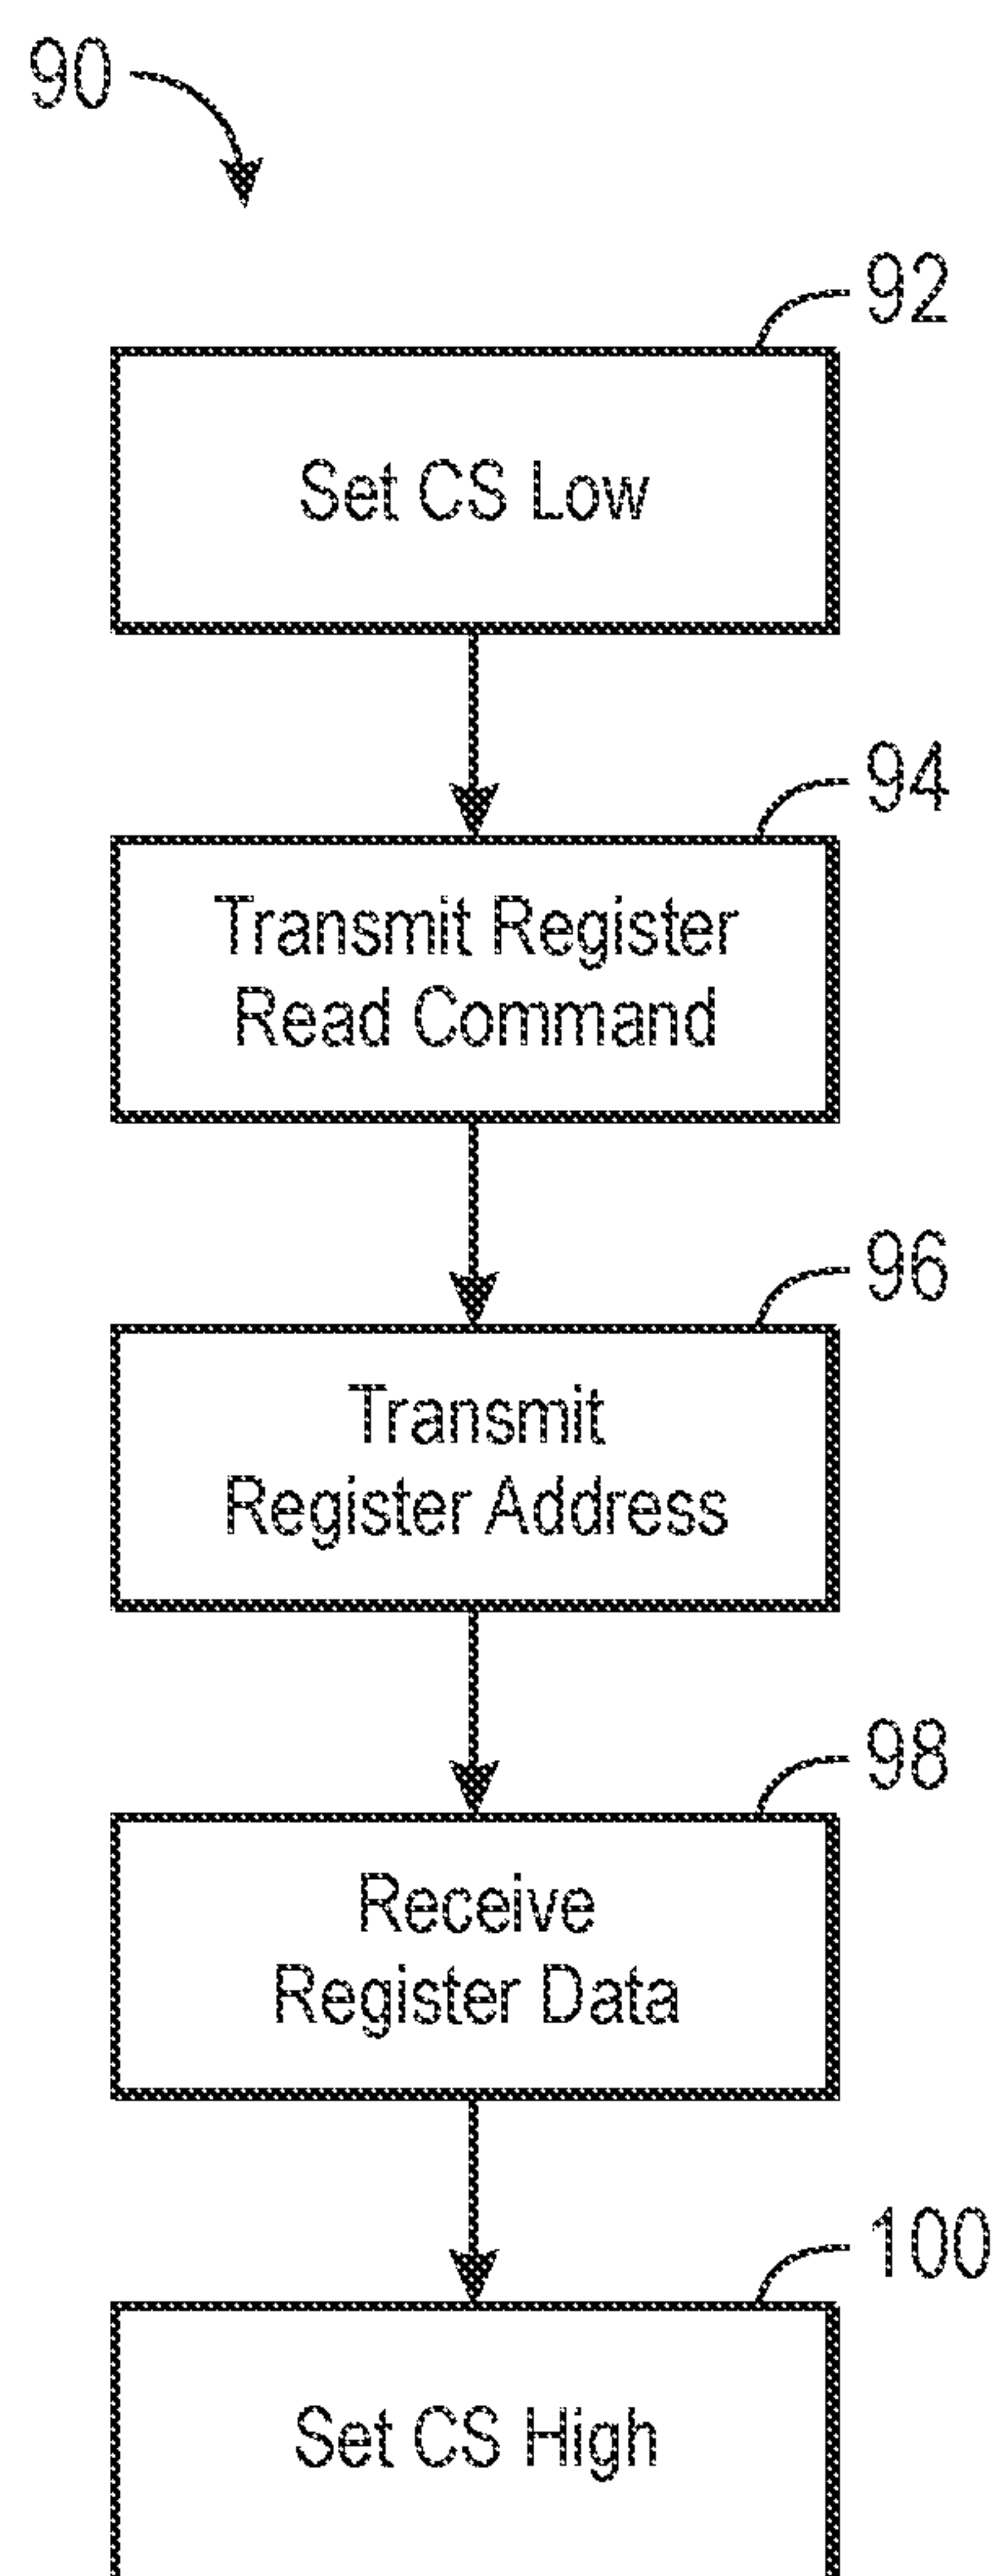 90
92
Set CS Low
94
Transmit Register
Read Command
96
Transmit
Register Address
98
Receive
Register Data
100
Set CS High